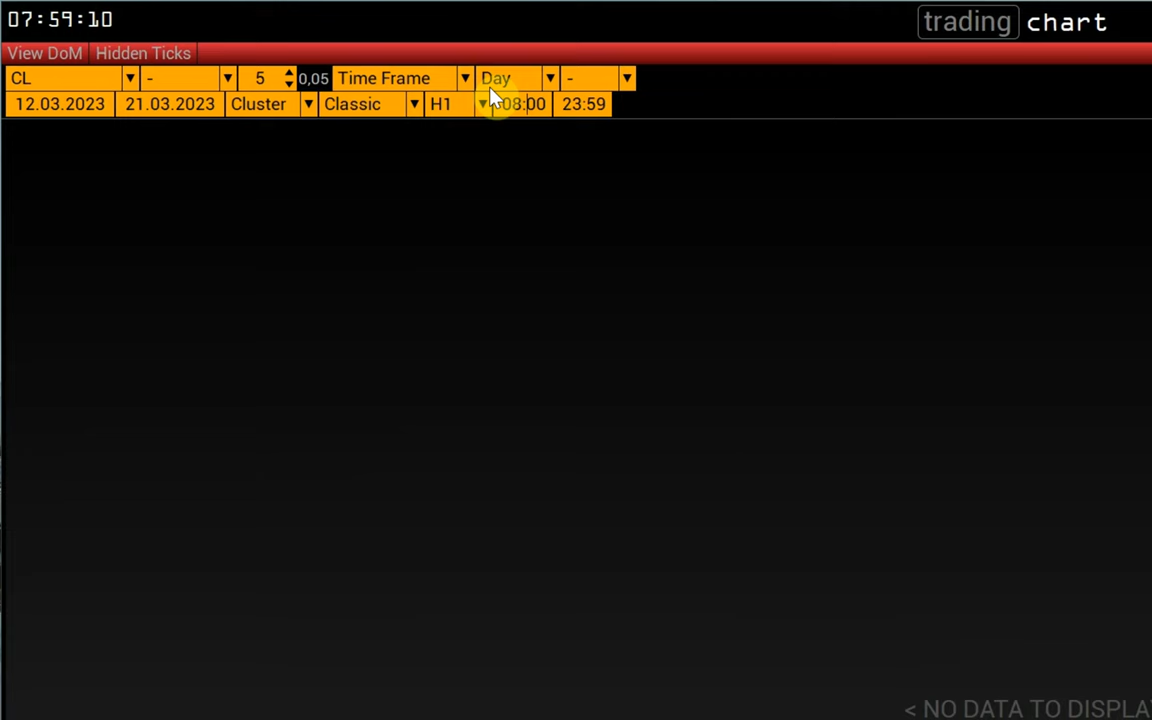 07:59:10
trading chart
View DoM Hidden Ticks
CL - 5 0,05 Time Frame Day -
12.03.2023 21.03.2023 Cluster Classic H1 08:00 23:59
< NO DATA TO DISPLA